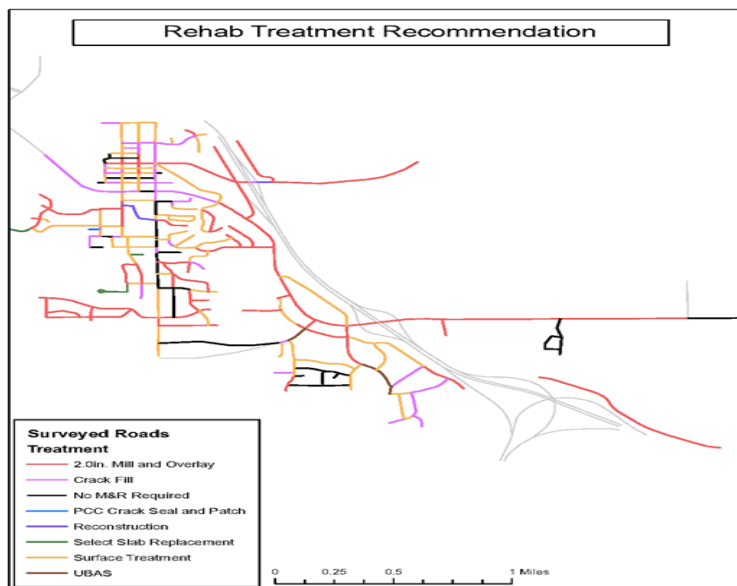 Rehab Treatment Recommendation
Surveyed Roads
Treatment
2.0in. Mill and Overlay
Crack Fill
No M&R Required
PCC Crack Seal and Patch
Reconstruction
Select Slab Replacement
Surface Treatment
UBAS
0 0.25 0.5 1 Miles